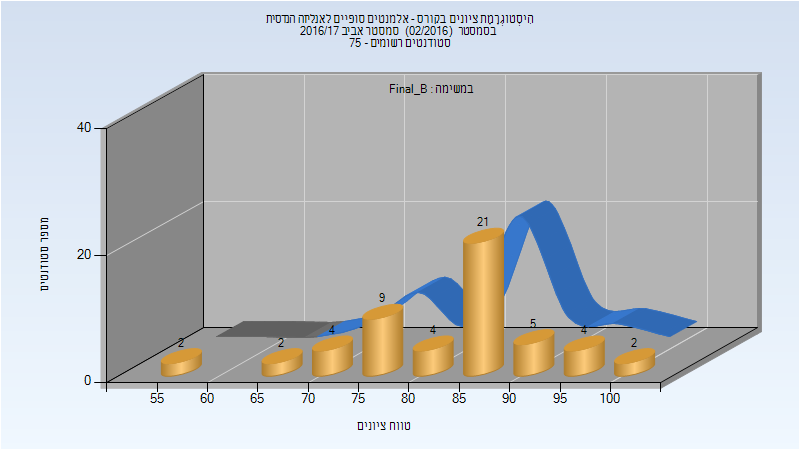 הִיסְטוֹגְרָמַת ציונים בקורס - אלמנטים סופיים לאנליזה הנדסית
בסמסטר (02/2016) סמסטר אביב 2016/17
סטודנטים רשומים - 75
במשימה : Final_B
מספר סטודנטים
40
20
0
2
2
4
9
4
21
5
4
2
55 60 65 70 75 80 85 90 95 100
טווח ציונים